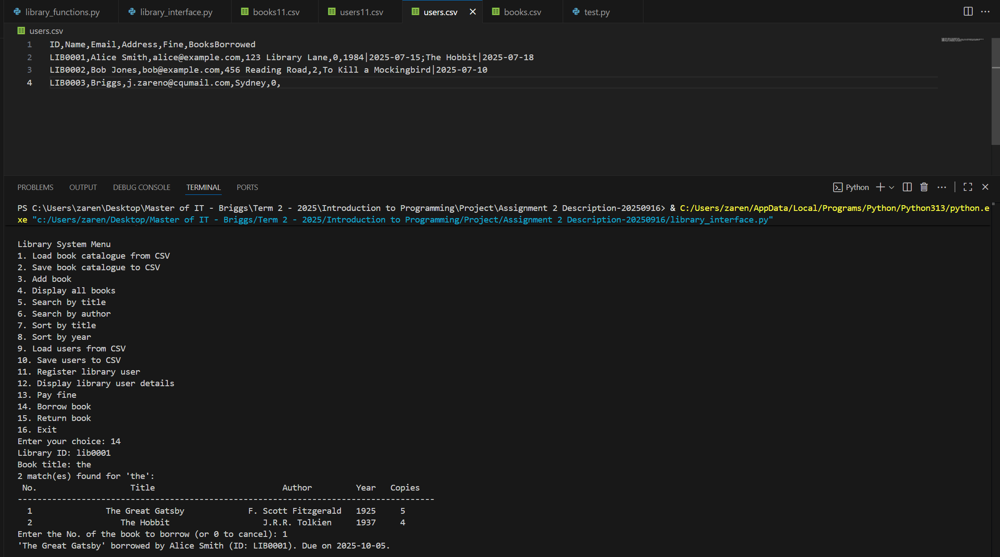 library_functions.py library_interface.py books11.csv users11.csv users.csv books.csv test.py
users.csv
1 ID,Name,Email,Address,Fine,BooksBorrowed
2 LIB0001,Alice Smith,alice@example.com,123 Library Lane,0,1984|2025-07-15;The Hobbit|2025-07-18
3 LIB0002,Bob Jones,bob@example.com,456 Reading Road,2,To Kill a Mockingbird|2025-07-10
4 LIB0003,Briggs,j.zareno@cqumail.com,Sydney,0,
PROBLEMS OUTPUT DEBUG CONSOLE TERMINAL PORTS Python
PS C:\Users\zaren\Desktop\Master of IT - Briggs\Term 2 - 2025\Introduction to Programming\Project\Assignment 2 Description-20250916> & C:/Users/zaren/AppData/Local/Programs/Python/Python313/python.e
xe "c:/Users/zaren/Desktop/Master of IT - Briggs/Term 2 - 2025/Introduction to Programming/Project/Assignment 2 Description-20250916/library_interface.py"
Library System Menu
1. Load book catalogue from CSV
2. Save book catalogue to CSV
3. Add book
4. Display all books
5. Search by title
6. Search by author
7. Sort by title
8. Sort by year
9. Load users from CSV
10. Save users to CSV
11. Register library user
12. Display library user details
13. Pay fine
14. Borrow book
15. Return book
16. Exit
Enter your choice: 14
Library ID: lib0001
Book title: the
2 match(es) found for 'the':
No. Title Author Year Copies
-------------------------------------------------------------------------------------
1 The Great Gatsby F. Scott Fitzgerald 1925 5
2 The Hobbit J.R.R. Tolkien 1937 4
Enter the No. of the book to borrow (or 0 to cancel): 1
'The Great Gatsby' borrowed by Alice Smith (ID: LIB0001). Due on 2025-10-05.